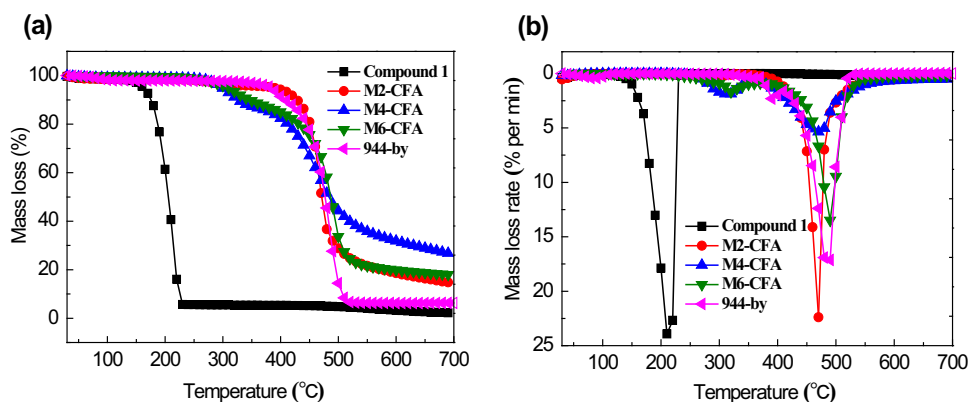 (a)
100
80
60
40
20
0
Mass loss (%)
Compound 1
M2-CFA
M4-CFA
M6-CFA
944-by
100 200 300 400 500 600 700
Temperature (°C)
(b)
0
5
10
15
20
25
Mass loss rate (% per min)
Compound 1
M2-CFA
M4-CFA
M6-CFA
944-by
100 200 300 400 500 600 700
Temperature (°C)